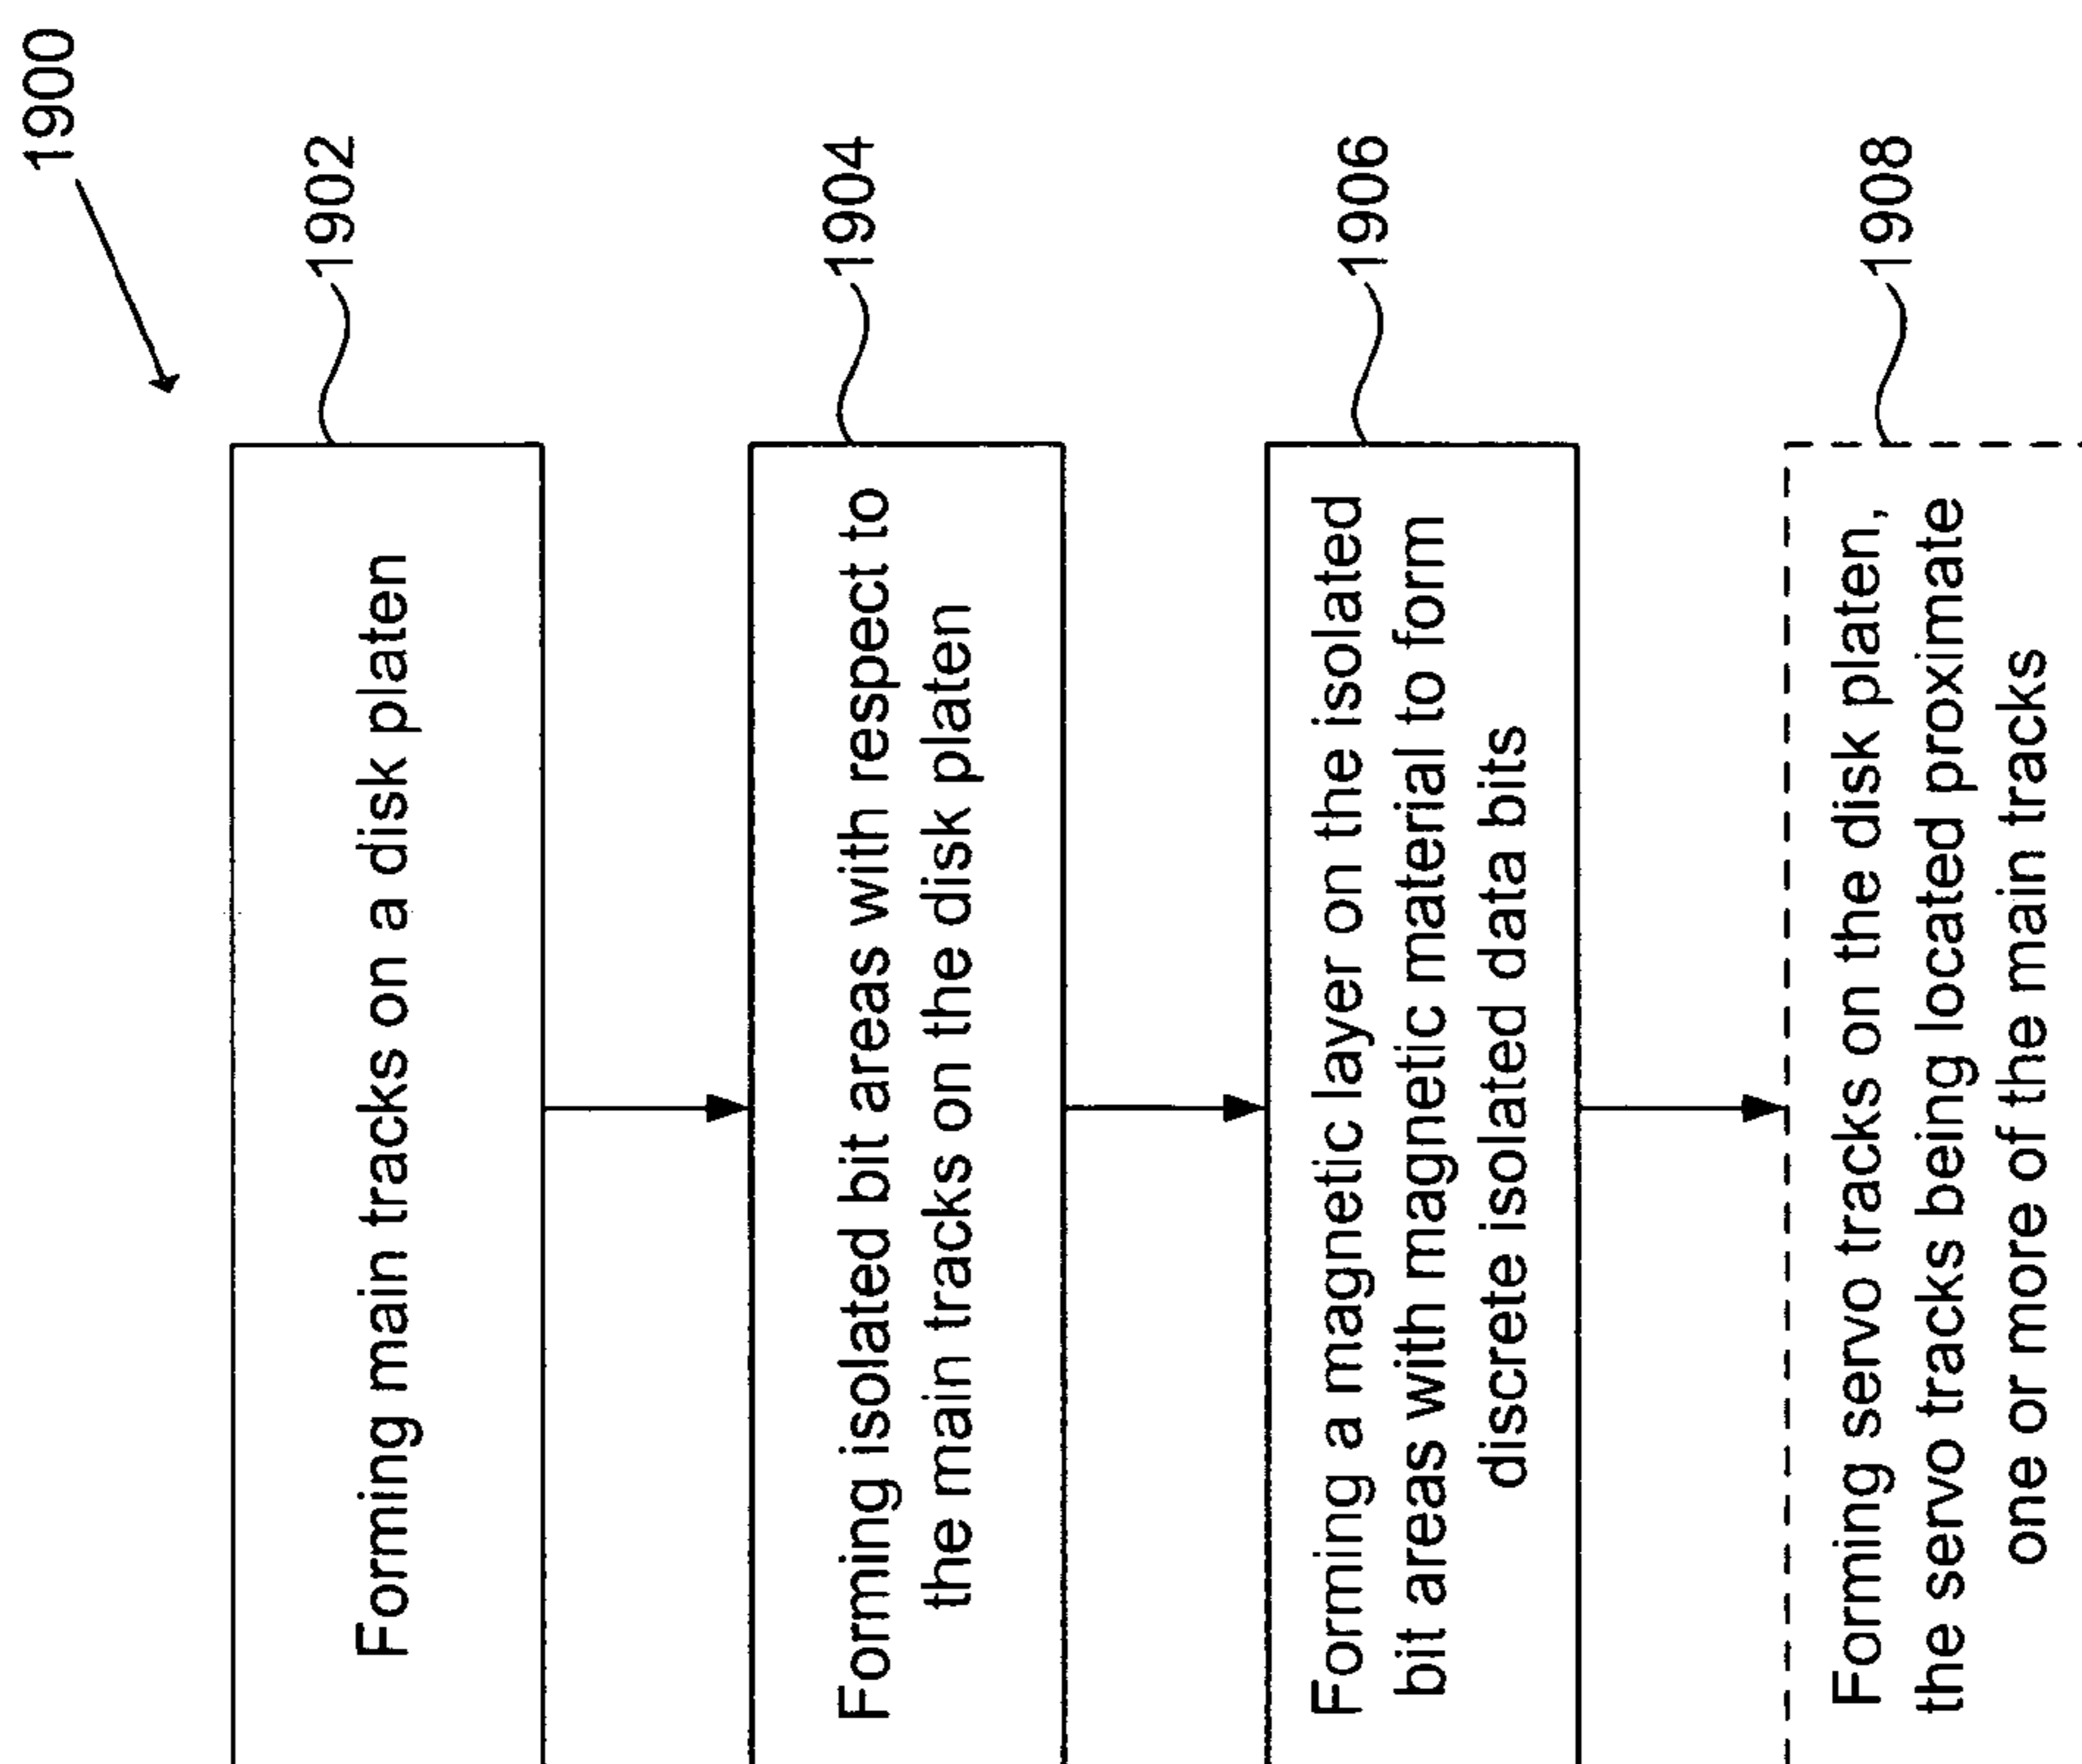 1900
1902
Forming main tracks on a disk platen
1904
Forming isolated bit areas with respect to
the main tracks on the disk platen
1906
Forming a magnetic layer on the isolated
bit areas with magnetic material to form
discrete isolated data bits
1908
Forming servo tracks on the disk platen,
the servo tracks being located proximate
one or more of the main tracks